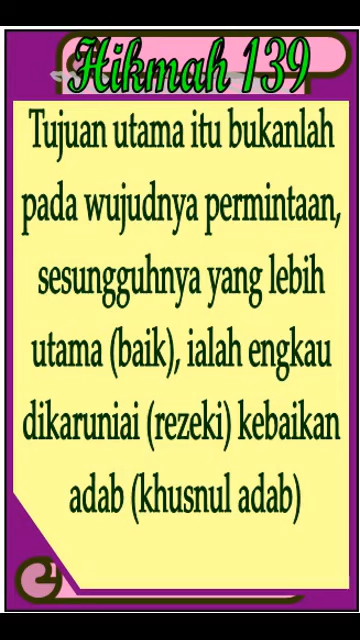 Hikmah 139
Tujuan utama itu bukanlah
pada wujudnya permintaan,
sesungguhnya yang lebih
utama (baik), ialah engkau
dikaruniai (rezeki) kebaikan
adab (khusnul adab)